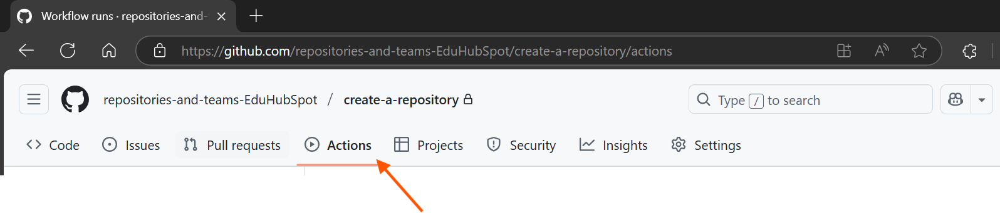 Workflow runs · repositories-and-
https://github.com/repositories-and-teams-EduHubSpot/create-a-repository/actions
repositories-and-teams-EduHubSpot / create-a-repository
Type / to search
Code Issues Pull requests Actions Projects Security Insights Settings